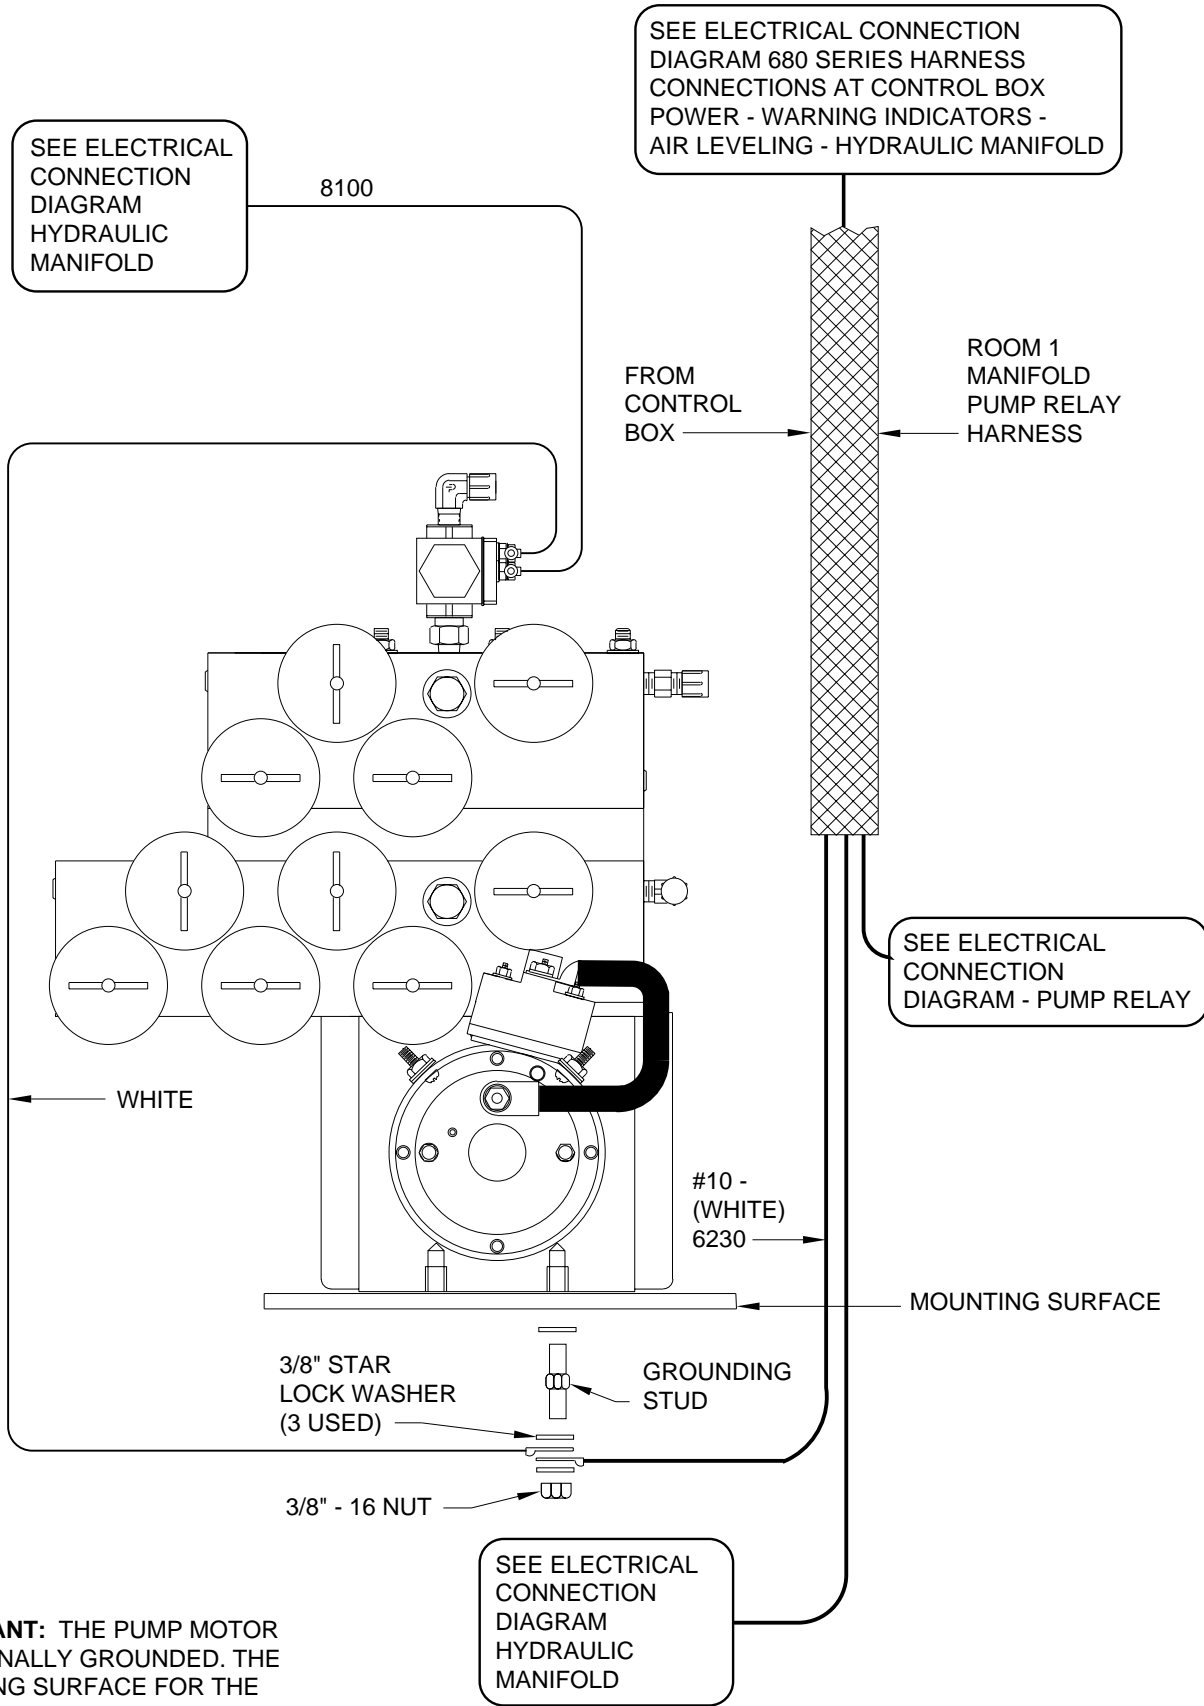 SEE ELECTRICAL CONNECTION
DIAGRAM 680 SERIES HARNESS
CONNECTIONS AT CONTROL BOX
POWER - WARNING INDICATORS -
AIR LEVELING - HYDRAULIC MANIFOLD
SEE ELECTRICAL
CONNECTION
DIAGRAM
HYDRAULIC
MANIFOLD
8100
FROM
CONTROL
BOX
ROOM 1
MANIFOLD
PUMP RELAY
HARNESS
SEE ELECTRICAL
CONNECTION
DIAGRAM - PUMP RELAY
WHITE
#10 -
(WHITE)
6230
MOUNTING SURFACE
3/8" STAR
LOCK WASHER
(3 USED)
GROUNDING
STUD
3/8" - 16 NUT
SEE ELECTRICAL
CONNECTION
DIAGRAM
HYDRAULIC
MANIFOLD
ANT: THE PUMP MOTOR
NALLY GROUNDED. THE
NG SURFACE FOR THE